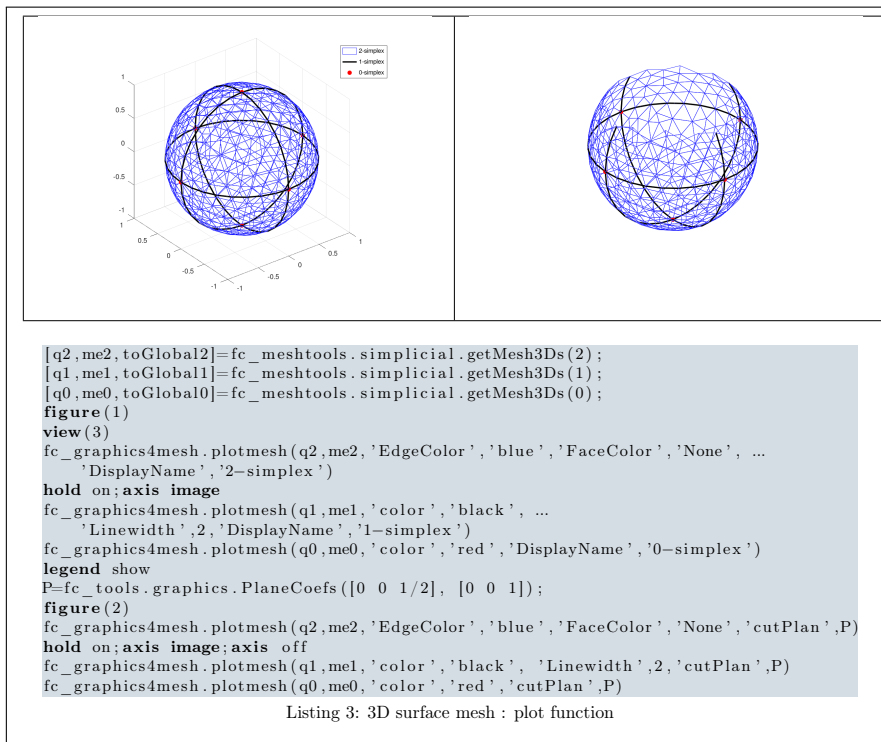 2-simplex
1-simplex
0-simplex
1
0.5
0
-0.5
-1
1
0.5
0
-0.5
-1
-1
-0.5
0
0.5
1
[q2,me2,toGlobal2]=fc_meshtools.simplicial.getMesh3Ds(2);
[q1,me1,toGlobal1]=fc_meshtools.simplicial.getMesh3Ds(1);
[q0,me0,toGlobal0]=fc_meshtools.simplicial.getMesh3Ds(0);
figure(1)
view(3)
fc_graphics4mesh.plotmesh(q2,me2,'EdgeColor','blue','FaceColor','None', ...
'DisplayName','2−simplex')
hold on;axis image
fc_graphics4mesh.plotmesh(q1,me1,'color','black', ...
'Linewidth',2,'DisplayName','1−simplex')
fc_graphics4mesh.plotmesh(q0,me0,'color','red','DisplayName','0−simplex')
legend show
P=fc_tools.graphics.PlaneCoefs([0 0 1/2], [0 0 1]);
figure(2)
fc_graphics4mesh.plotmesh(q2,me2,'EdgeColor','blue','FaceColor','None','cutPlan',P)
hold on;axis image;axis off
fc_graphics4mesh.plotmesh(q1,me1,'color','black', 'Linewidth',2,'cutPlan',P)
fc_graphics4mesh.plotmesh(q0,me0,'color','red','cutPlan',P)
Listing 3: 3D surface mesh : plot function